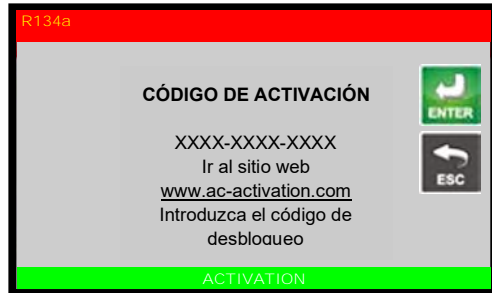 R134a
CÓDIGO DE ACTIVACIÓN
ENTER
XXXX-XXXX-XXXX
Ir al sitio web
ESC
www.ac-activation.com
Introduzca el código de
desbloqueo
ACTIVATION